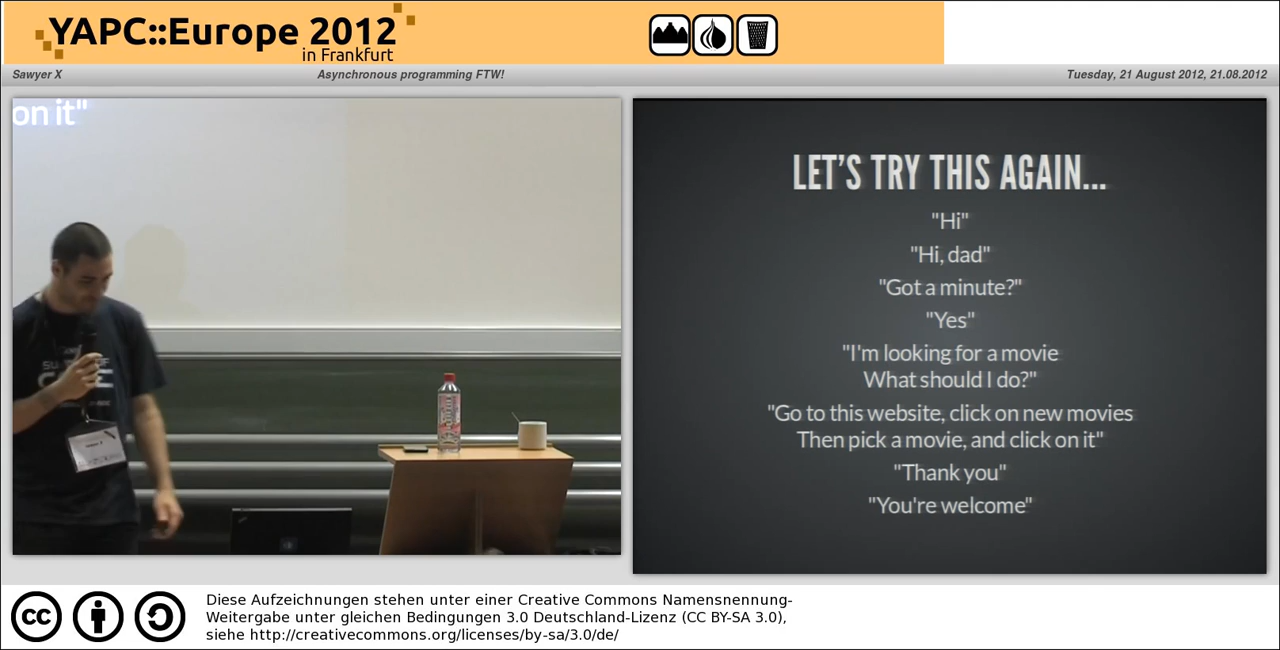 YAPC::Europe 2012
in Frankfurt
Sawyer X
Asynchronous programming FTW!
Tuesday, 21 August 2012, 21.08.2012
on it"
LET'S TRY THIS AGAIN...
"Hi"
"Hi, dad"
"Got a minute?"
"Yes"
"I'm looking for a movie
What should I do?"
"Go to this website, click on new movies
Then pick a movie, and click on it"
"Thank you"
"You're welcome"
cc
Diese Aufzeichnungen stehen unter einer Creative Commons Namensnennung-
Weitergabe unter gleichen Bedingungen 3.0 Deutschland-Lizenz (CC BY-SA 3.0),
siehe http://creativecommons.org/licenses/by-sa/3.0/de/